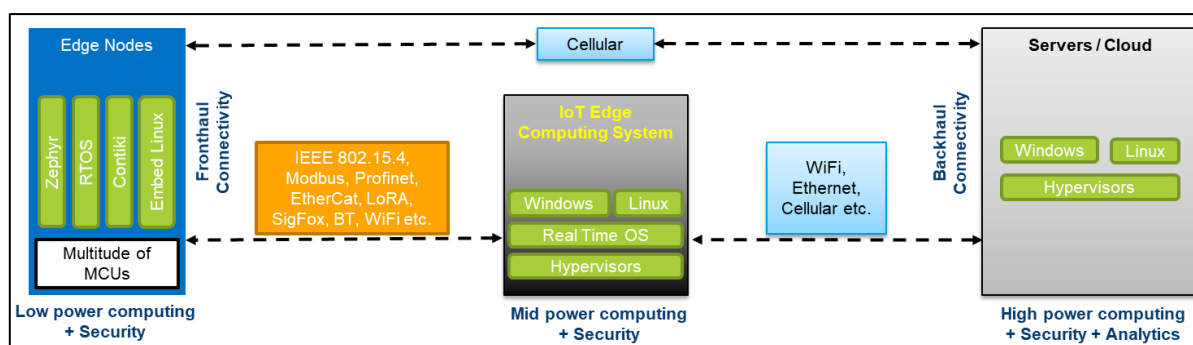 Edge Nodes
Zephyr
RTOS
Contiki
Embed Linux
Multitude of
MCUs
Low power computing
+ Security
Fronthaul
Connectivity
IEEE 802.15.4,
Modbus, Profinet,
EtherCat, LoRA,
SigFox, BT, WiFi etc.
Cellular
IoT Edge
Computing System
Windows
Linux
Real Time OS
Hypervisors
Mid power computing
+ Security
WiFi,
Ethernet,
Cellular etc.
Backhaul
Connectivity
Servers / Cloud
Windows
Linux
Hypervisors
High power computing
+ Security + Analytics